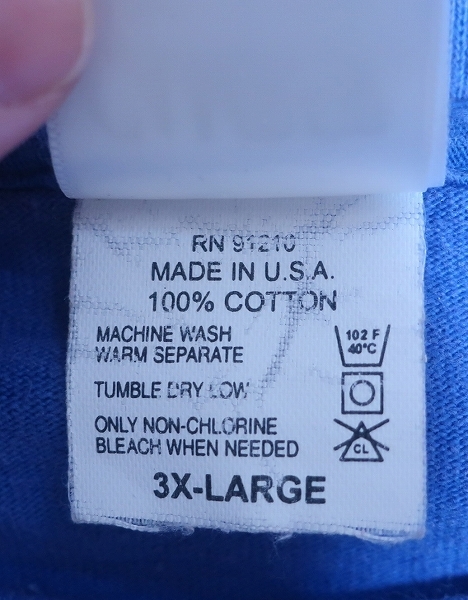 RN 91210
MADE IN U.S.A.
100% COTTON
MACHINE WASH
WARM SEPARATE
102 F
40°C
TUMBLE DRY LOW
ONLY NON-CHLORINE
BLEACH WHEN NEEDED
CL
3X-LARGE